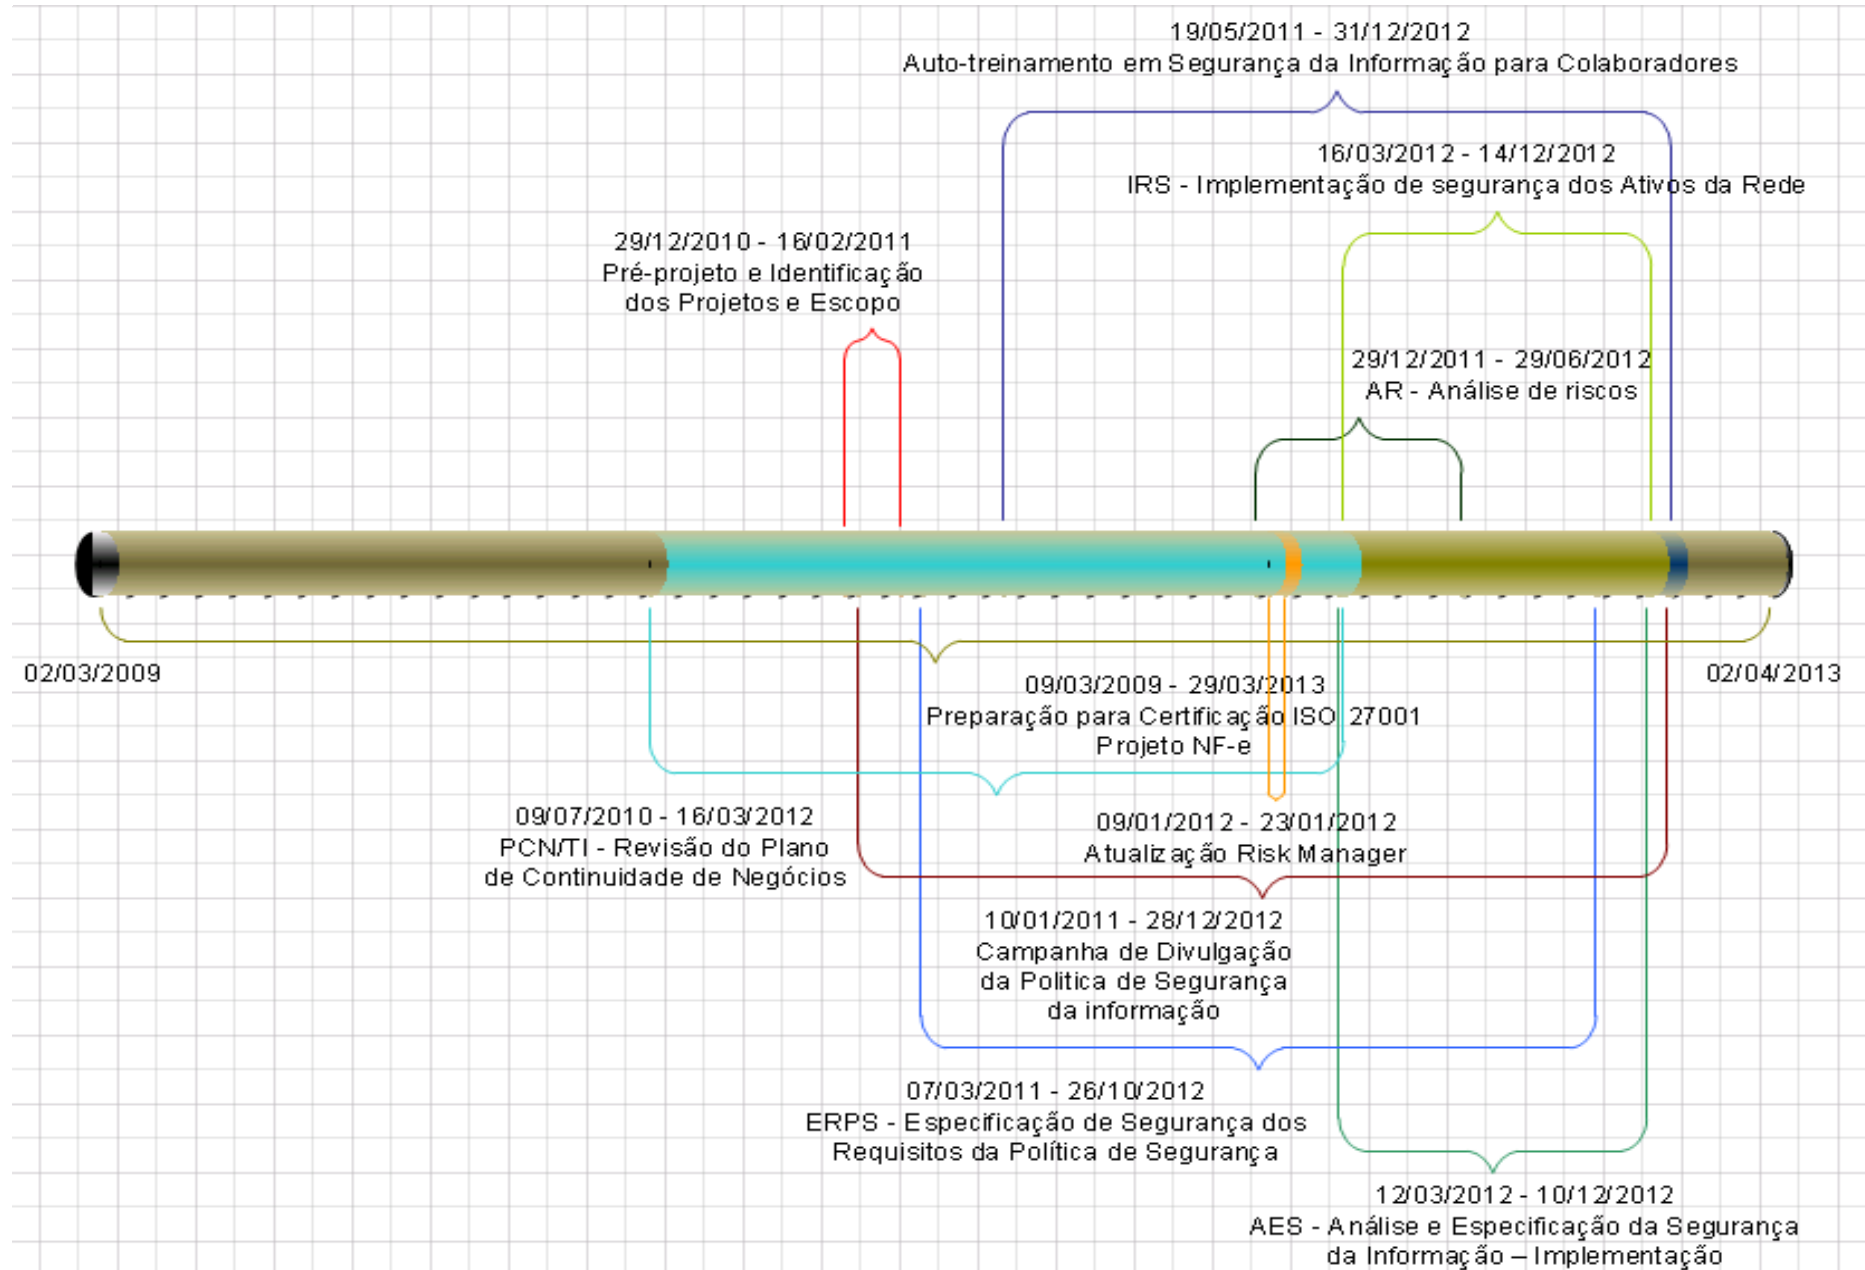 19/05/2011 - 31/12/2012
Auto-treinamento em Segurança da Informação para Colaboradores
16/03/2012 - 14/12/2012
IRS - Implementação de segurança dos Ativos da Rede
29/12/2010 - 16/02/2011
Pré-projeto e Identificação
dos Projetos e Escopo
29/12/2011 - 29/06/2012
AR - Análise de riscos
02/03/2009
02/04/2013
09/03/2009 - 29/03/2013
Preparação para Certificação ISO 27001
Projeto NF-e
09/07/2010 - 16/03/2012
PCN/TI - Revisão do Plano
de Continuidade de Negócios
09/01/2012 - 23/01/2012
Atualização Risk Manager
10/01/2011 - 28/12/2012
Campanha de Divulgação
da Politica de Segurança
da informação
07/03/2011 - 26/10/2012
ERPS - Especificação de Segurança dos
Requisitos da Política de Segurança
12/03/2012 - 10/12/2012
AES - Análise e Especificação da Segurança
da Informação – Implementação